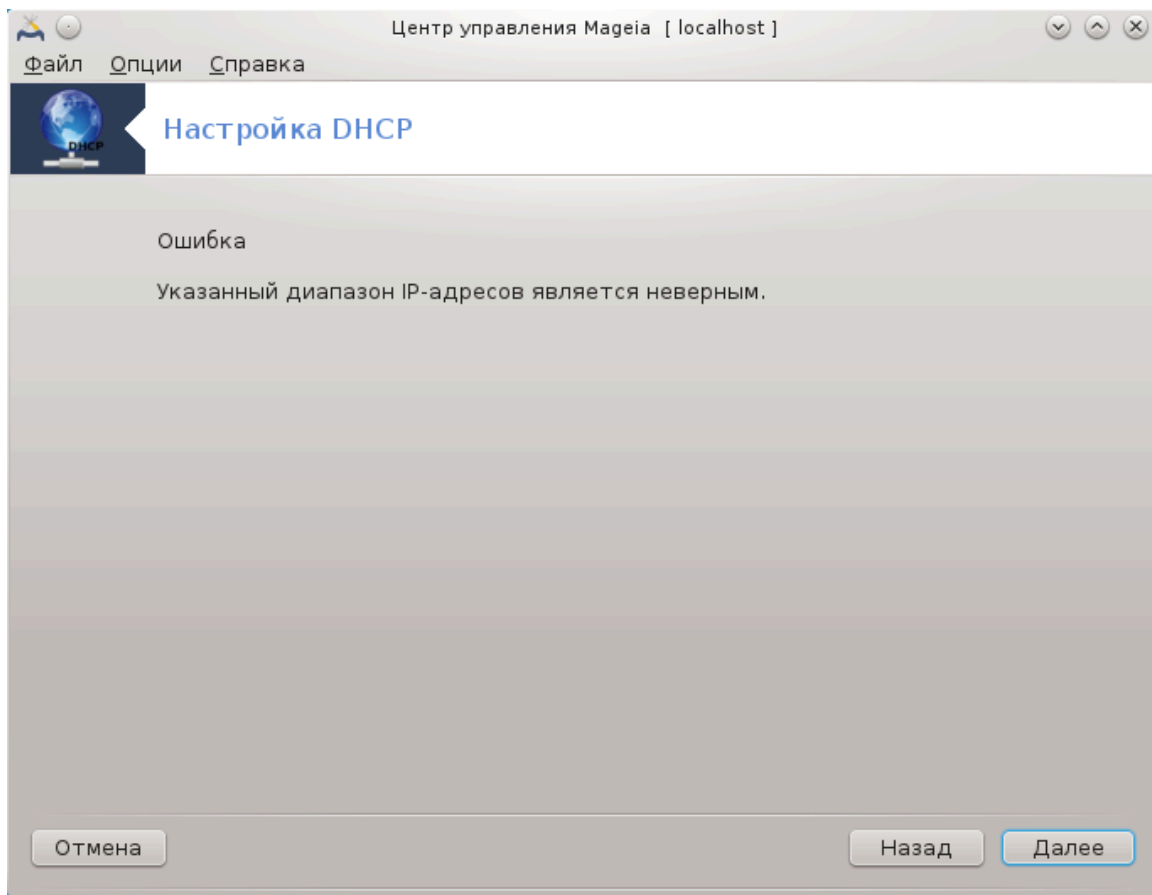 Центр управления Mageia [ localhost ]
Файл Опции Справка
DHCP
Настройка DHCP
Ошибка
Указанный диапазон IP-адресов является неверным.
Отмена Назад Далее